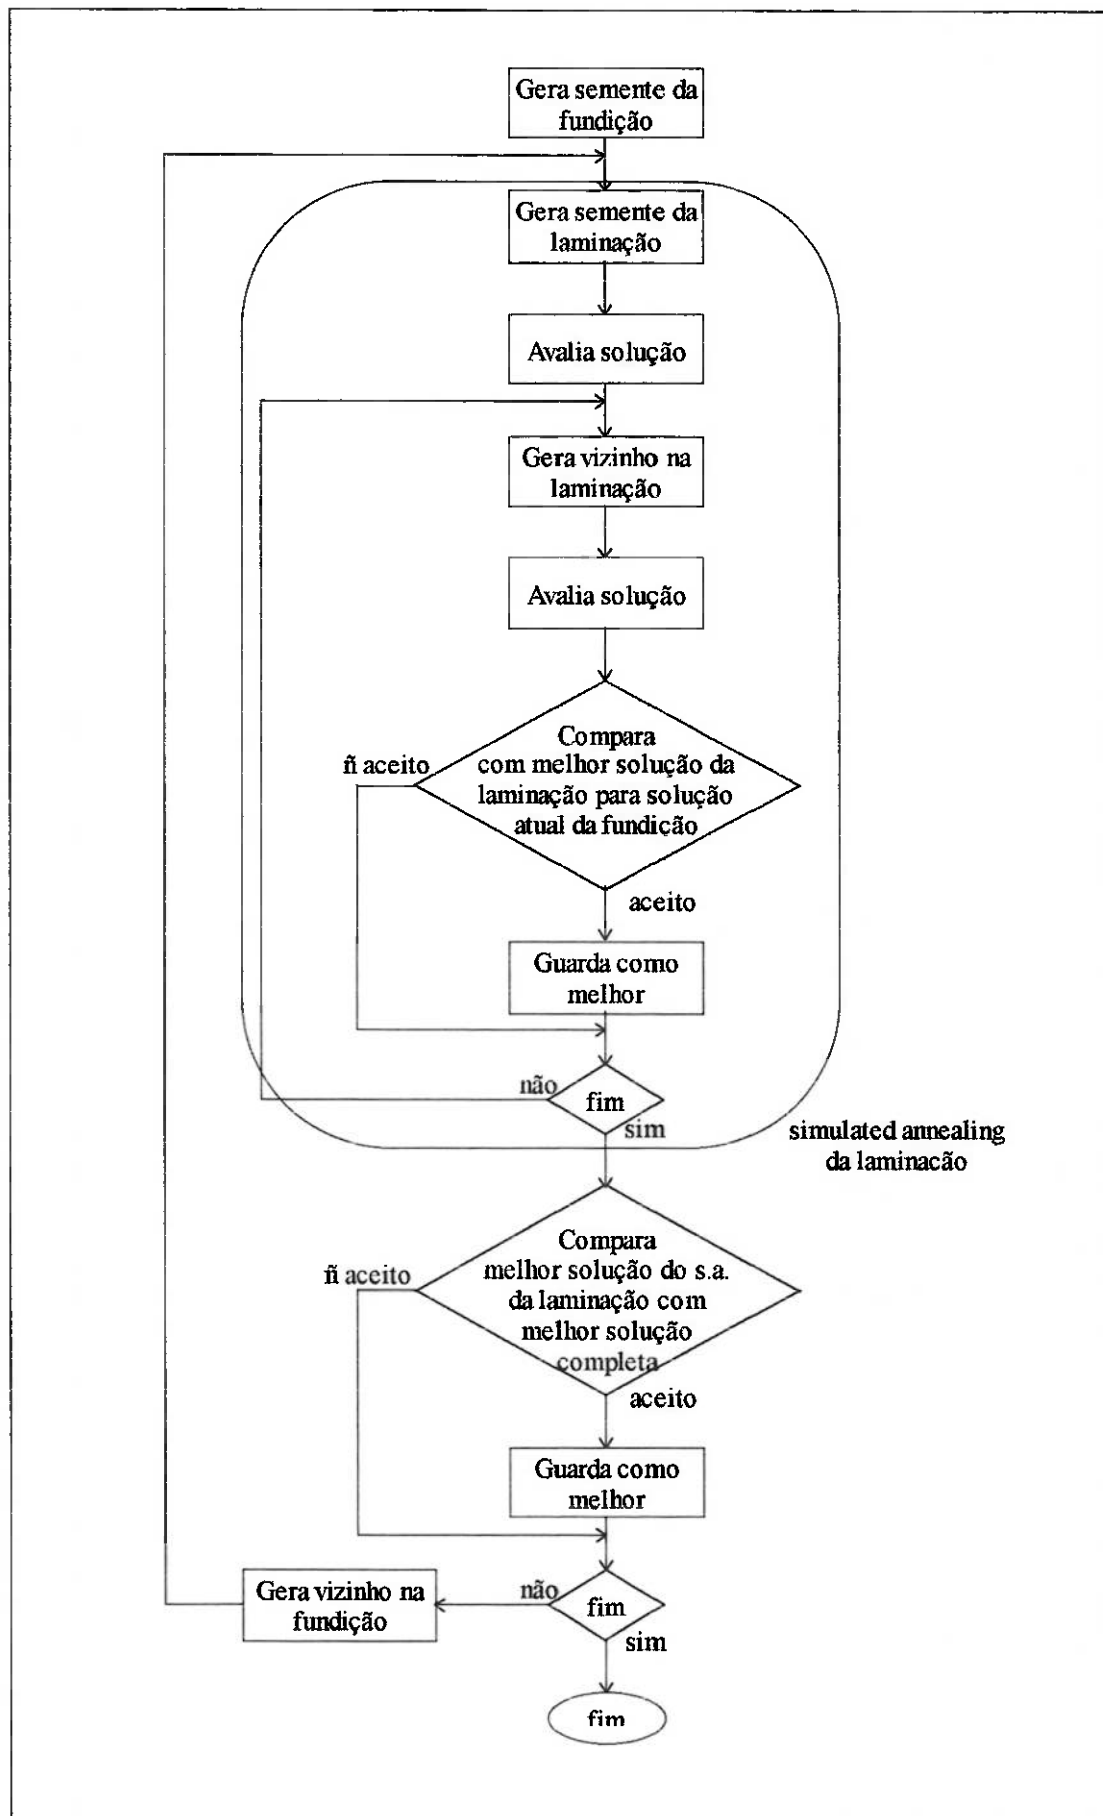 Gera semente da
fundição
Gera semente da
laminação
Avalia solução
Gera vizinho na
laminação
Avalia solução
Compara
com melhor solução da
laminação para solução
atual da fundição
ñ aceito
aceito
Guarda como
melhor
não
fim
sim
simulated annealing
da laminacão
Compara
melhor solução do s.a.
da laminação com
melhor solução
completa
ñ aceito
aceito
Guarda como
melhor
Gera vizinho na
fundição
não
fim
sim
fim